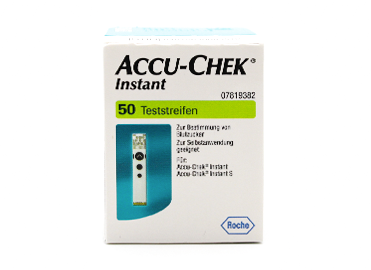 ACCU-CHEK®
Instant
07819382
50 Teststreifen
Zur Bestimmung von
Blutzucker
Zur Selbstanwendung
geeignet
Für:
Accu-Chek® Instant
Accu-Chek® Instant S
Roche